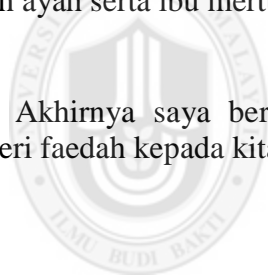 ayah serta ibu mert
Akhirnya saya ber
eri faedah kepada kita
ILMU BUDI BAKTI